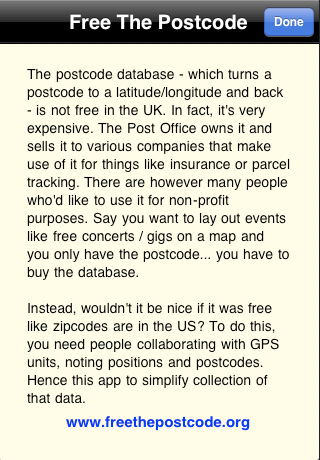 Free The Postcode
Done
The postcode database - which turns a
postcode to a latitude/longitude and back
- is not free in the UK. In fact, it's very
expensive. The Post Office owns it and
sells it to various companies that make
use of it for things like insurance or parcel
tracking. There are however many people
who'd like to use it for non-profit
purposes. Say you want to lay out events
like free concerts / gigs on a map and
you only have the postcode... you have to
buy the database.
Instead, wouldn't it be nice if it was free
like zipcodes are in the US? To do this,
you need people collaborating with GPS
units, noting positions and postcodes.
Hence this app to simplify collection of
that data.
www.freethepostcode.org